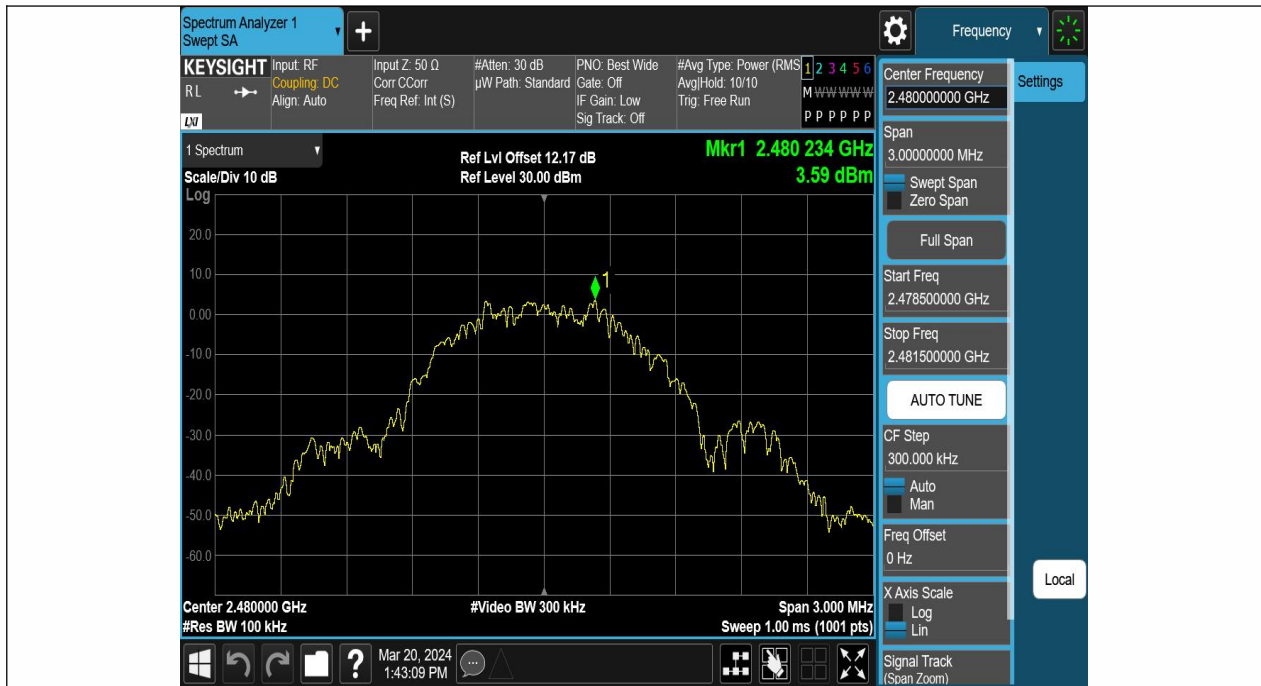 Spectrum Analyzer 1
Swept SA
+
Frequency
KEYSIGHT
R L
LXI
Input: RF
Coupling: DC
Align: Auto
Input Z: 50 Ω
Corr CCorr
Freq Ref: Int (S)
#Atten: 30 dB
µW Path: Standard
PNO: Best Wide
Gate: Off
IF Gain: Low
Sig Track: Off
#Avg Type: Power (RMS
Avg|Hold: 10/10
Trig: Free Run
1 2 3 4 5 6
M W W W W W
P P P P P P
1 Spectrum
Scale/Div 10 dB
Log
Ref Lvl Offset 12.17 dB
Ref Level 30.00 dBm
Mkr1 2.480 234 GHz
3.59 dBm
20.0
10.0
0.00
-10.0
-20.0
-30.0
-40.0
-50.0
-60.0
1
Center 2.480000 GHz
#Res BW 100 kHz
#Video BW 300 kHz
Span 3.000 MHz
Sweep 1.00 ms (1001 pts)
?
Mar 20, 2024
1:43:09 PM
Center Frequency
2.480000000 GHz
Settings
Span
3.00000000 MHz
Swept Span
Zero Span
Full Span
Start Freq
2.478500000 GHz
Stop Freq
2.481500000 GHz
AUTO TUNE
CF Step
300.000 kHz
Auto
Man
Freq Offset
0 Hz
X Axis Scale
Log
Lin
Signal Track
(Span Zoom)
Local